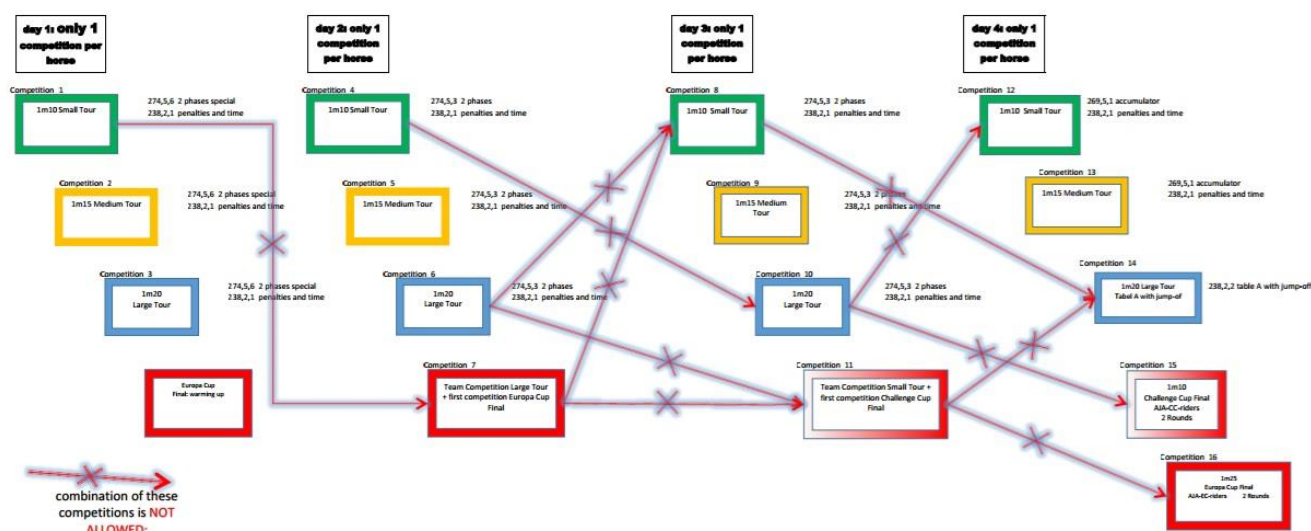 day 1: only 1
competition per
horse
day 2: only 1
competition
per horse
day 3: only 1
competition
per horse
day 4: only 1
competition
per horse
Competition 1
1m10 Small Tour
274,5,6 2 phases special
238,2,1 penalties and time
Competition 4
1m10 Small Tour
274,5,3 2 phases
238,2,1 penalties and time
Competition 8
1m10 Small Tour
274,5,3 2 phases
238,2,1 penalties and time
Competition 12
1m10 Small Tour
269,5,1 accumulator
238,2,1 penalties and time
Competition 2
1m15 Medium Tour
274,5,6 2 phases special
238,2,1 penalties and time
Competition 5
1m15 Medium Tour
274,5,3 2 phases
238,2,1 penalties and time
Competition 9
1m15 Medium
Tour
274,5,3 2 phases
238,2,1 penalties and time
Competition 13
1m15 Medium Tour
269,5,1 accumulator
238,2,1 penalties and time
Competition 3
1m20
Large Tour
274,5,6 2 phases special
238,2,1 penalties and time
Competition 6
1m20
Large Tour
274,5,3 2 phases
238,2,1 penalties and time
Competition 10
1m20
Large Tour
274,5,3 2 phases
238,2,1 penalties and time
Competition 14
1m20 Large Tour
Tabel A with jump-of
238,2,2 table A with jump-off
Europa Cup
Final: warming up
Competition 7
Team Competition Large Tour
+ first competition Europa Cup
Final
Competition 11
Team Competition Small Tour +
first competition Challenge Cup
Final
Competition 15
1m10
Challenge Cup Final
AJA-CC-riders
2 Rounds
Competition 16
1m25
Europa Cup Final
AJA-EC-riders 2 Rounds
combination of these
competitions is NOT
ALLOWED: